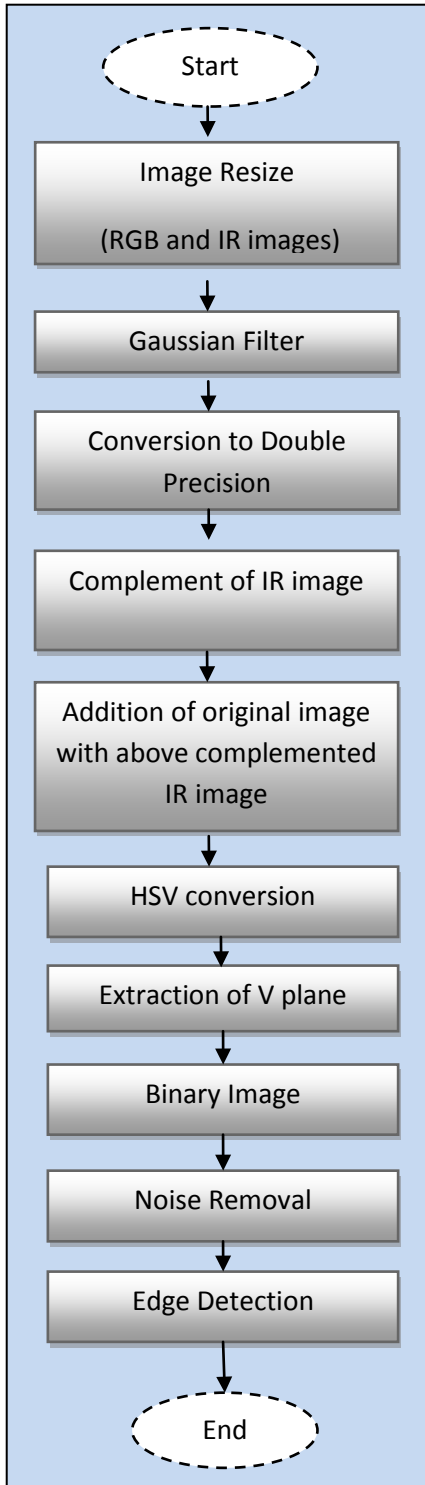 Start
Image Resize
(RGB and IR images)
Gaussian Filter
Conversion to Double
Precision
Complement of IR image
Addition of original image
with above complemented
IR image
HSV conversion
Extraction of V plane
Binary Image
Noise Removal
Edge Detection
End